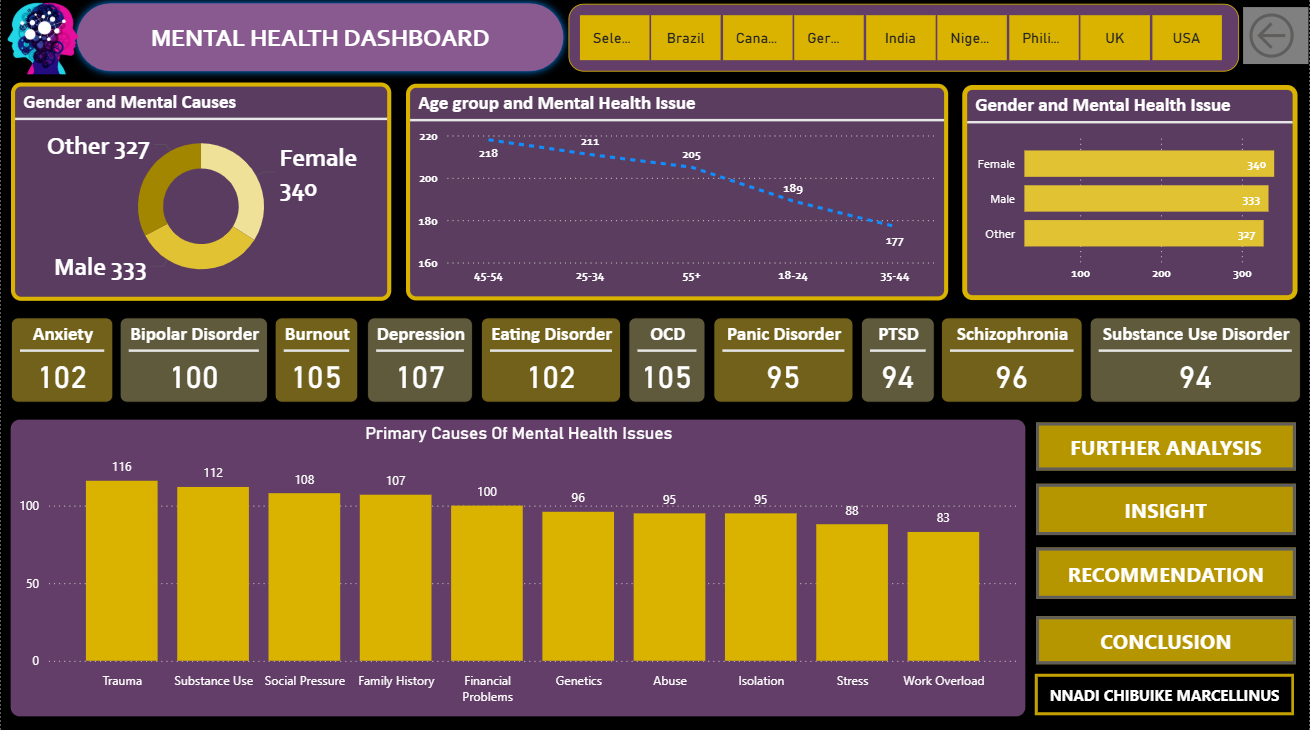 MENTAL HEALTH DASHBOARD
Sele... Brazil Cana... Ger... India Nige... Phili... UK USA
Gender and Mental Causes
Other 327
Female
340
Male 333
Age group and Mental Health Issue
220
200
180
160
218 211 205 189 177
45-54 25-34 55+ 18-24 35-44
Gender and Mental Health Issue
Female 340
Male 333
Other 327
100 200 300
Anxiety
102
Bipolar Disorder
100
Burnout
105
Depression
107
Eating Disorder
102
OCD
105
Panic Disorder
95
PTSD
94
Schizophronia
96
Substance Use Disorder
94
Primary Causes Of Mental Health Issues
116 112 108 107 100 96 95 95 88 83
100
50
0
Trauma Substance Use Social Pressure Family History Financial Genetics Abuse Isolation Stress Work Overload
Problems
FURTHER ANALYSIS
INSIGHT
RECOMMENDATION
CONCLUSION
NNADI CHIBUIKE MARCELLINUS